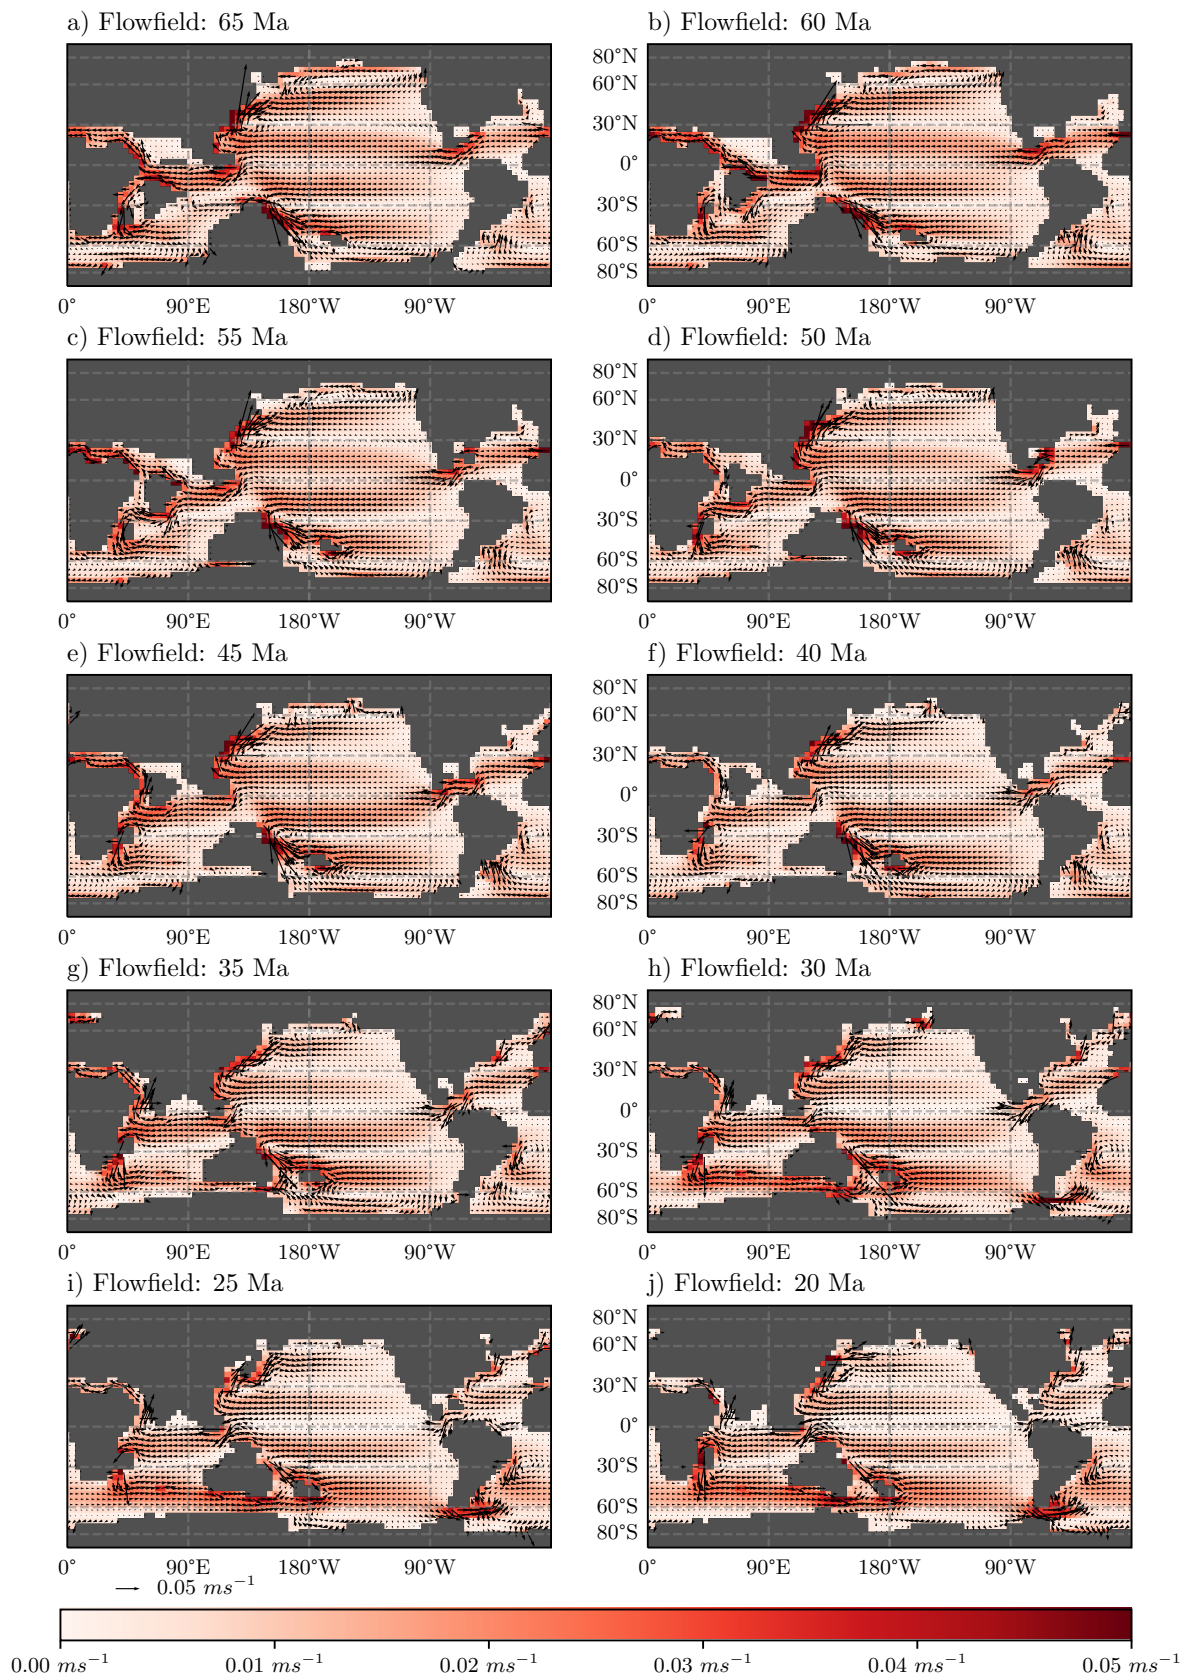 a) Flowfield: 65 Ma
b) Flowfield: 60 Ma
80°N
60°N
30°N
0°
30°S
60°S
80°S
0° 90°E 180°W 90°W
0° 90°E 180°W 90°W
c) Flowfield: 55 Ma
d) Flowfield: 50 Ma
80°N
60°N
30°N
0°
30°S
60°S
80°S
0° 90°E 180°W 90°W
0° 90°E 180°W 90°W
e) Flowfield: 45 Ma
f) Flowfield: 40 Ma
80°N
60°N
30°N
0°
30°S
60°S
80°S
0° 90°E 180°W 90°W
0° 90°E 180°W 90°W
g) Flowfield: 35 Ma
h) Flowfield: 30 Ma
80°N
60°N
30°N
0°
30°S
60°S
80°S
0° 90°E 180°W 90°W
0° 90°E 180°W 90°W
i) Flowfield: 25 Ma
j) Flowfield: 20 Ma
80°N
60°N
30°N
0°
30°S
60°S
80°S
0° 90°E 180°W 90°W
0° 90°E 180°W 90°W
0.05 ms⁻¹
0.00 ms⁻¹ 0.01 ms⁻¹ 0.02 ms⁻¹ 0.03 ms⁻¹ 0.04 ms⁻¹ 0.05 ms⁻¹